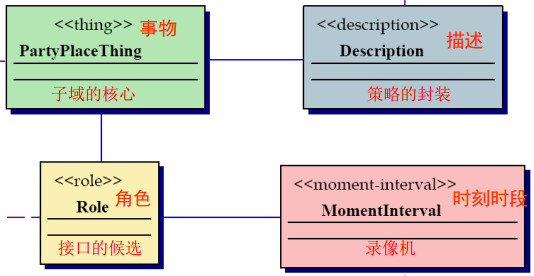 <<thing>> 事物
PartyPlaceThing
子域的核心
<<description>>
Description 描述
策略的封装
<<role>>
Role 角色
接口的候选
<<moment-interval>>
MomentInterval 时刻时段
录像机